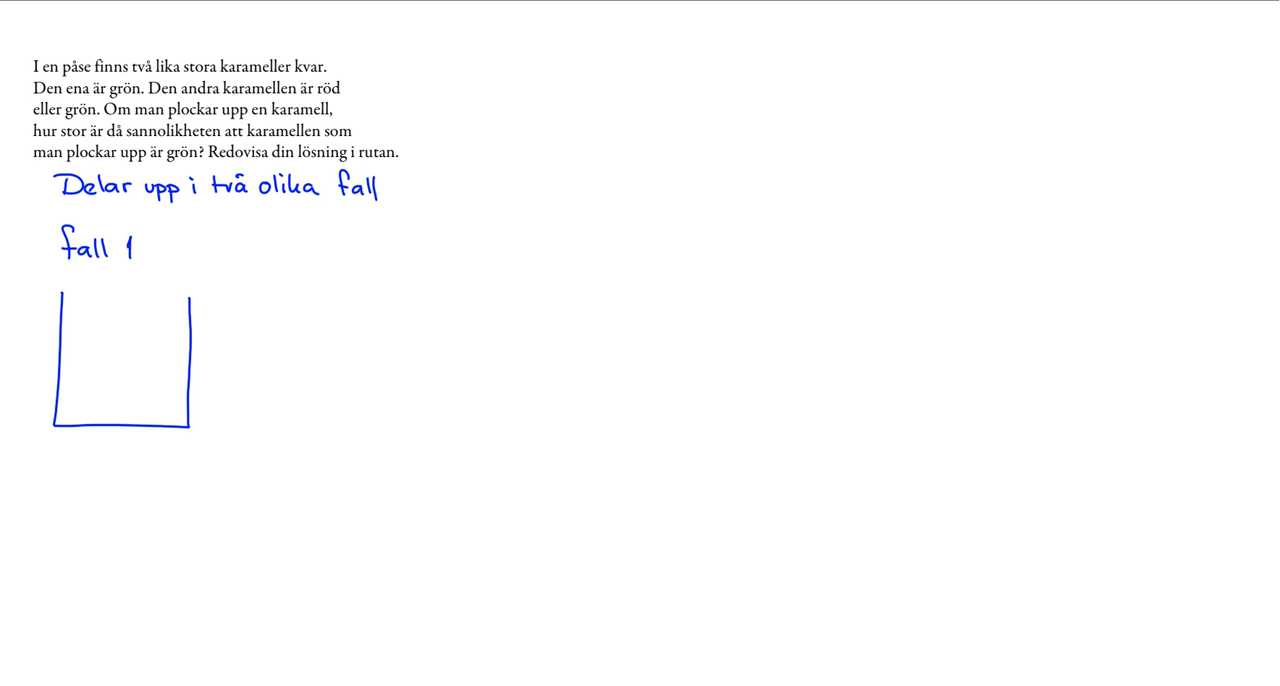 I en påse finns två lika stora karameller kvar.
Den ena är grön. Den andra karamellen är röd
eller grön. Om man plockar upp en karamell,
hur stor är då sannolikheten att karamellen som
man plockar upp är grön? Redovisa din lösning i rutan.
Delar upp i två olika fall
fall 1